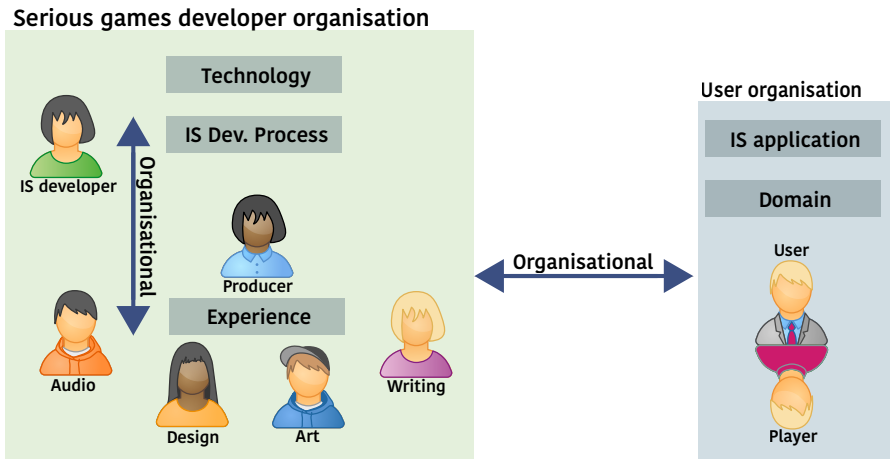 Serious games developer organisation
Technology
IS Dev. Process
IS developer
Organisational
Producer
Experience
Audio
Design
Art
Writing
Organisational
User organisation
IS application
Domain
User
Player